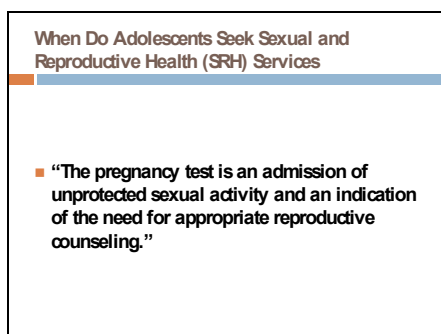 When Do Adolescents Seek Sexual and
Reproductive Health (SRH) Services
“The pregnancy test is an admission of
unprotected sexual activity and an indication
of the need for appropriate reproductive
counseling.”